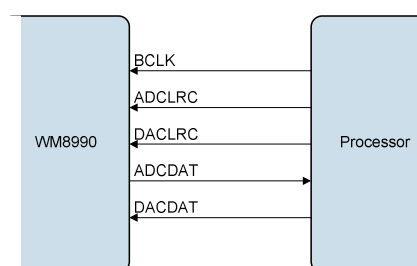 BCLK
ADCLRC
DACLRC
WM8990
Processor
ADCDAT
DACDAT